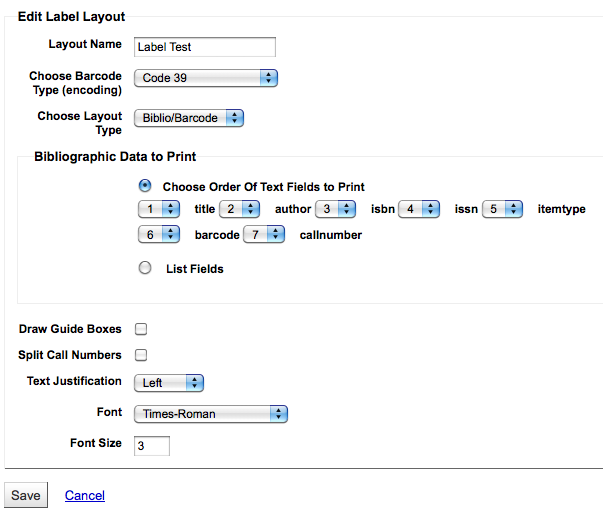 Edit Label Layout
Layout Name Label Test
Choose Barcode Type (encoding) Code 39
Choose Layout Type Biblio/Barcode
Bibliographic Data to Print
Choose Order Of Text Fields to Print
1 title 2 author 3 isbn 4 issn 5 itemtype
6 barcode 7 callnumber
List Fields
Draw Guide Boxes
Split Call Numbers
Text Justification Left
Font Times-Roman
Font Size 3
Save Cancel